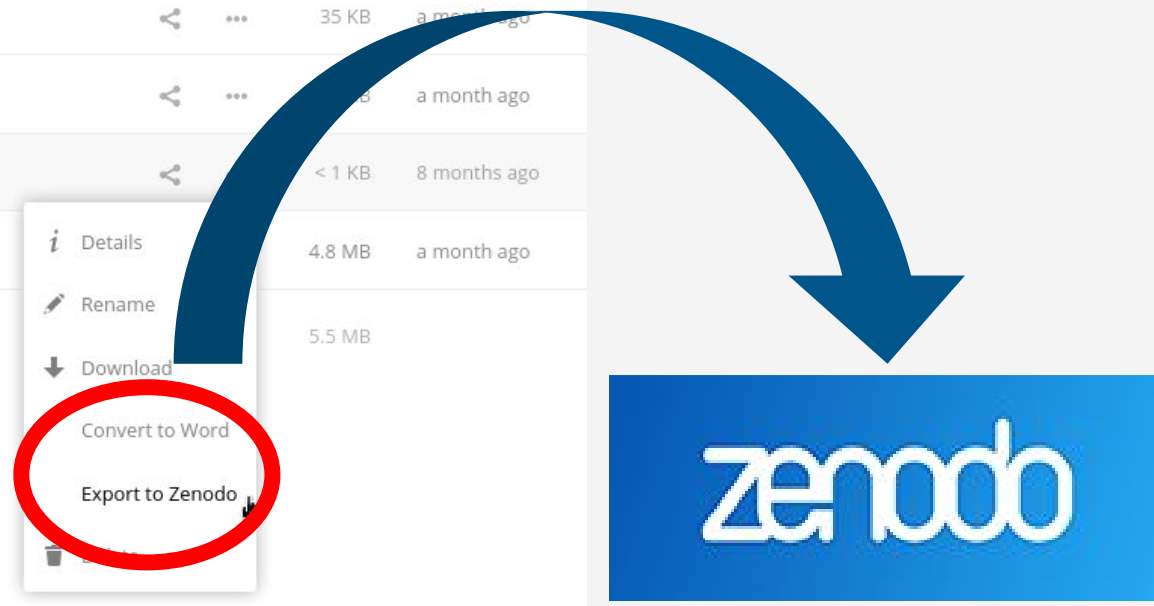 35 KB a month ago
a month ago
< 1 KB 8 months ago
Details
4.8 MB a month ago
Rename
5.5 MB
Download
Convert to Word
Export to Zenodo
zenodo